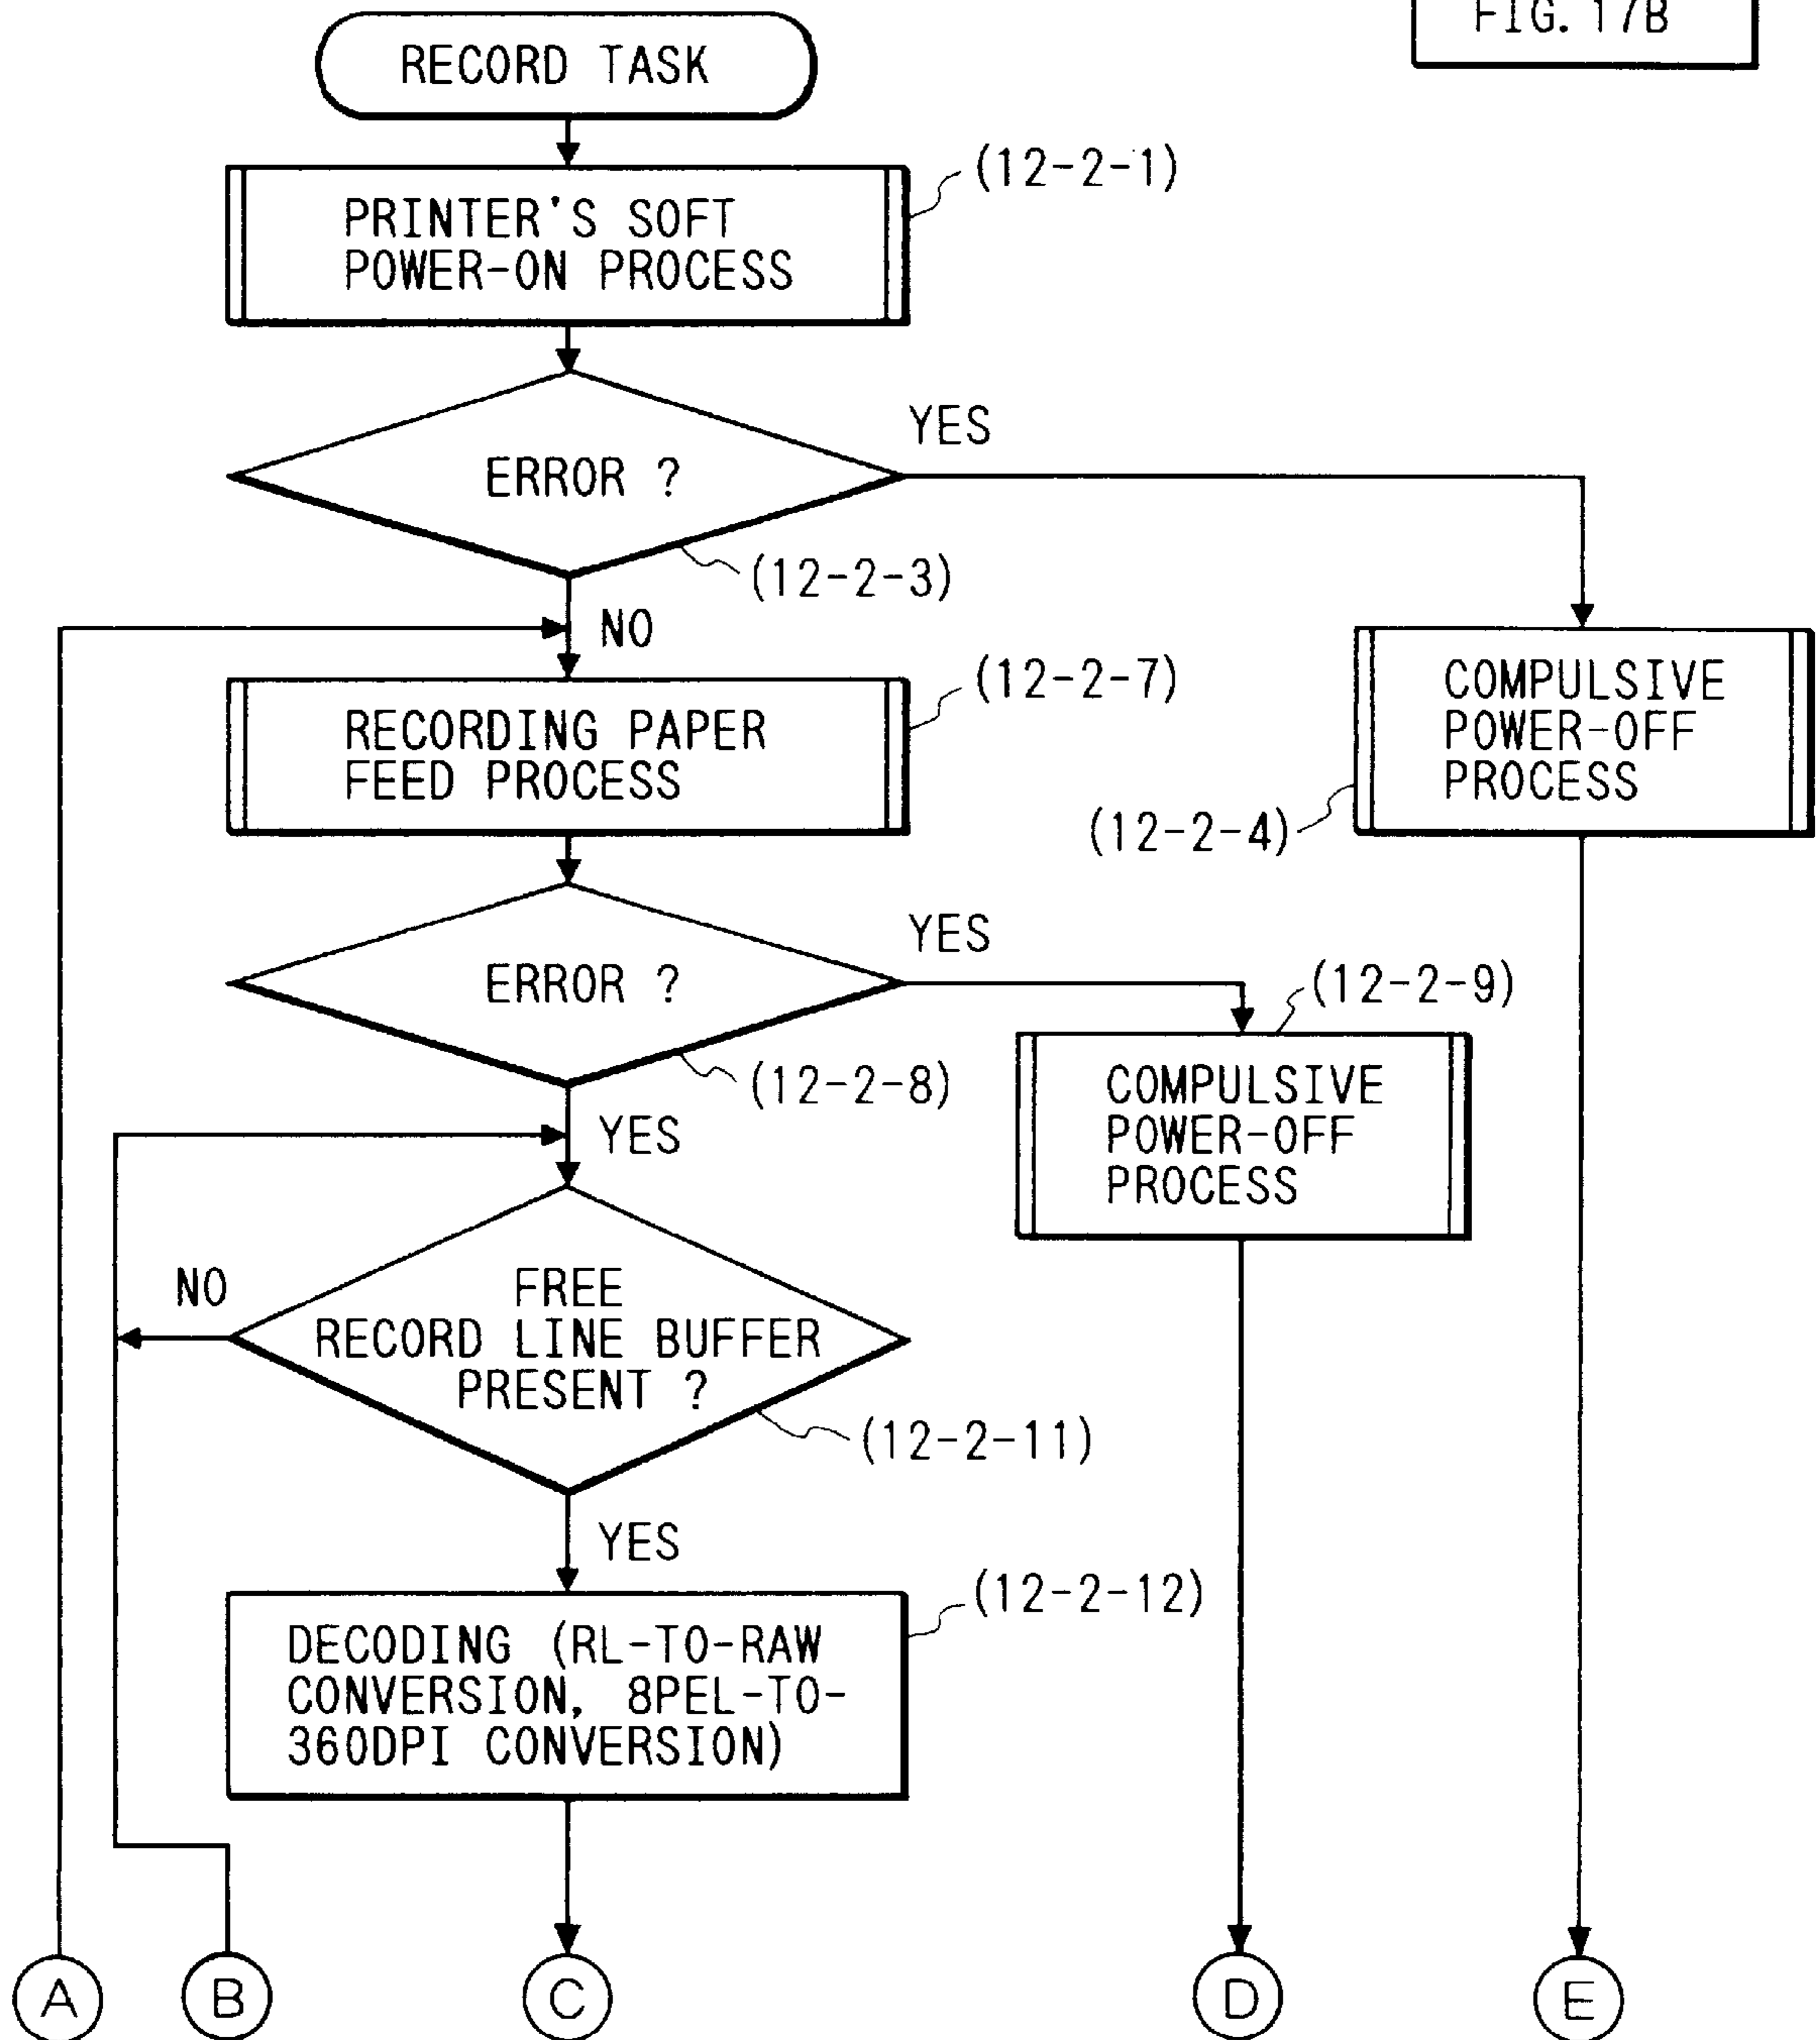 FIG. 17B
RECORD TASK
(12-2-1)
PRINTER'S SOFT
POWER-ON PROCESS
YES
ERROR ?
(12-2-3)
NO
(12-2-7)
RECORDING PAPER
FEED PROCESS
COMPULSIVE
POWER-OFF
PROCESS
(12-2-4)
YES
ERROR ?
(12-2-9)
(12-2-8)
COMPULSIVE
POWER-OFF
PROCESS
YES
NO
FREE
RECORD LINE BUFFER
PRESENT ?
(12-2-11)
YES
(12-2-12)
DECODING (RL-TO-RAW
CONVERSION, 8PEL-TO-
360DPI CONVERSION)
A
B
C
D
E